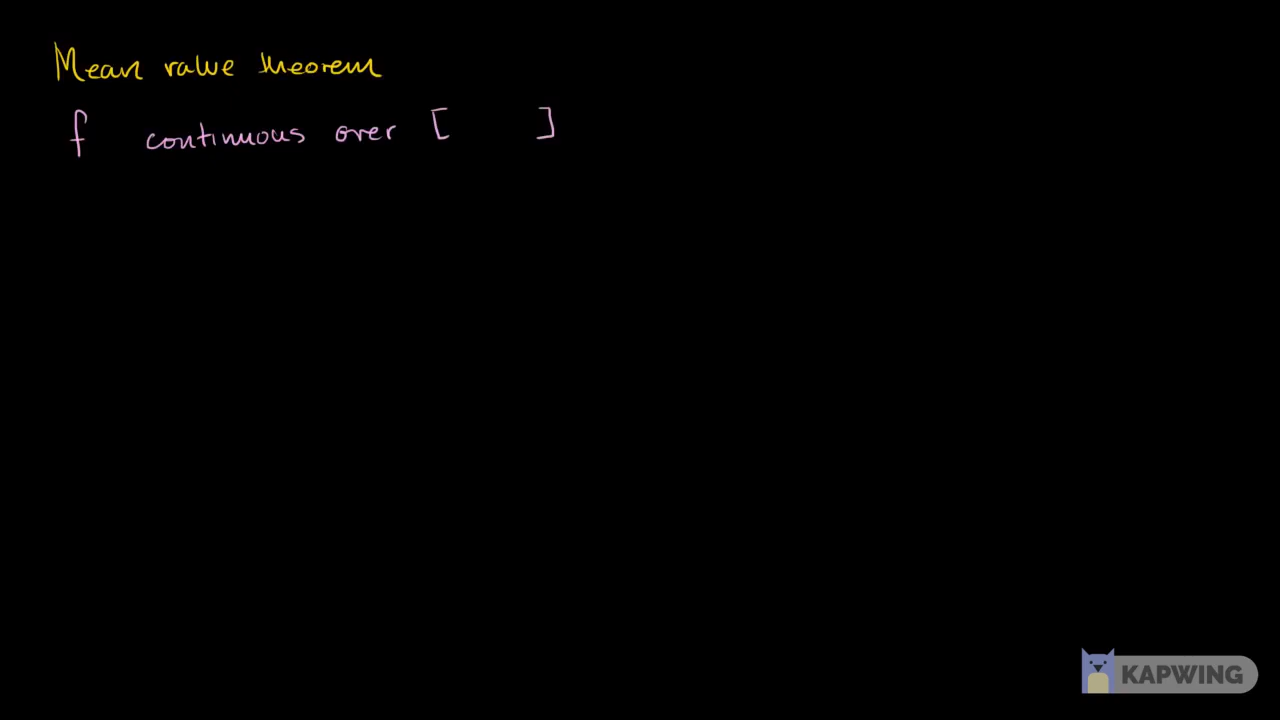 Mean value theorem
f continuous over [ ]
KAPWING